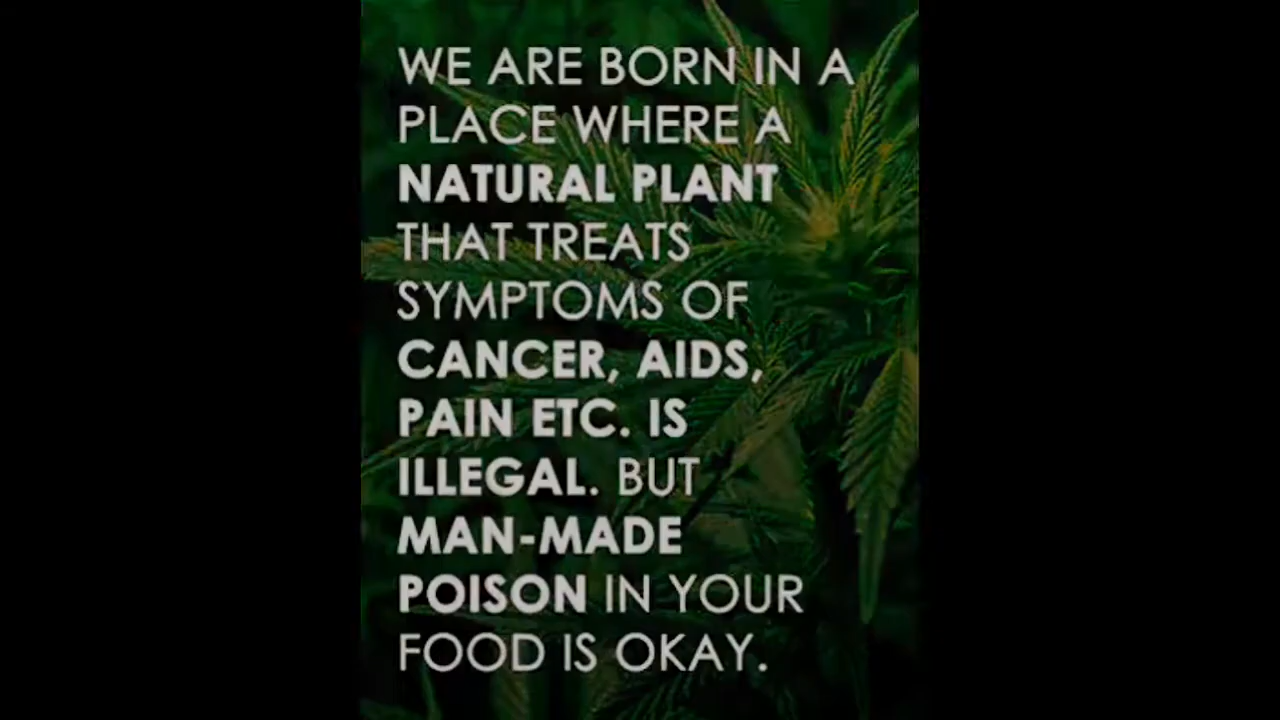 WE ARE BORN IN A
PLACE WHERE A
NATURAL PLANT
THAT TREATS
SYMPTOMS OF
CANCER, AIDS,
PAIN ETC. IS
ILLEGAL. BUT
MAN-MADE
POISON IN YOUR
FOOD IS OKAY.